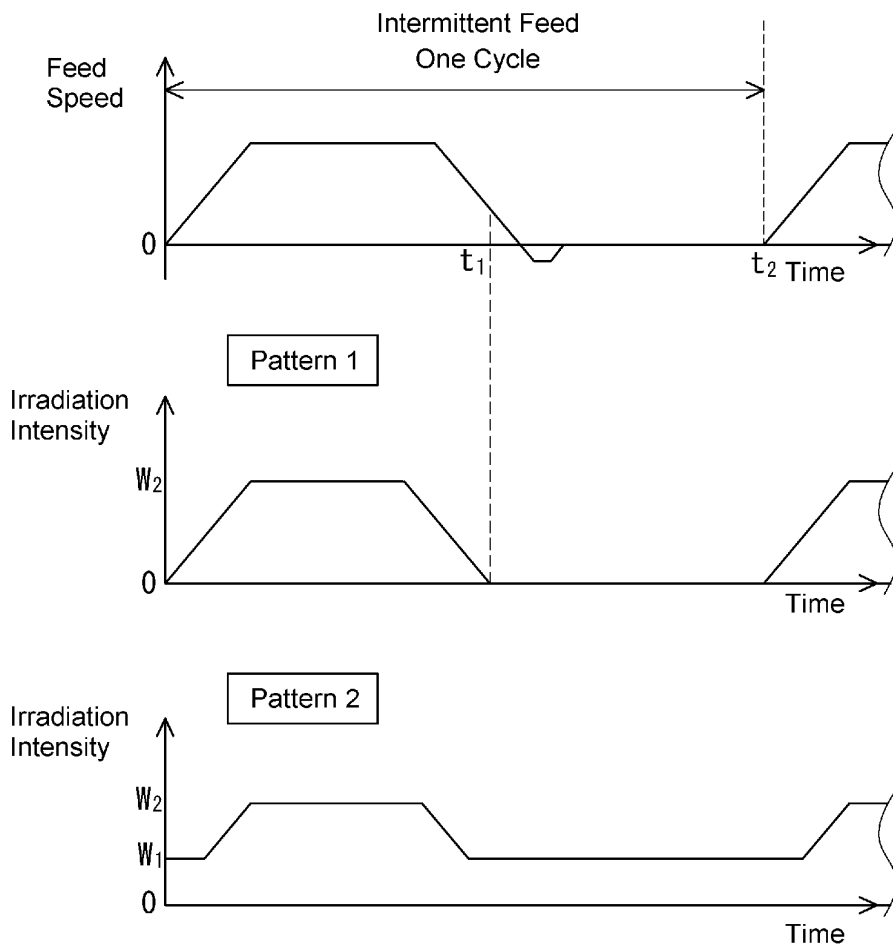 Intermittent Feed
One Cycle
Feed
Speed
0
t₁
t₂
Time
Pattern 1
Irradiation
Intensity
W₂
0
Time
Pattern 2
Irradiation
Intensity
W₂
W₁
0
Time